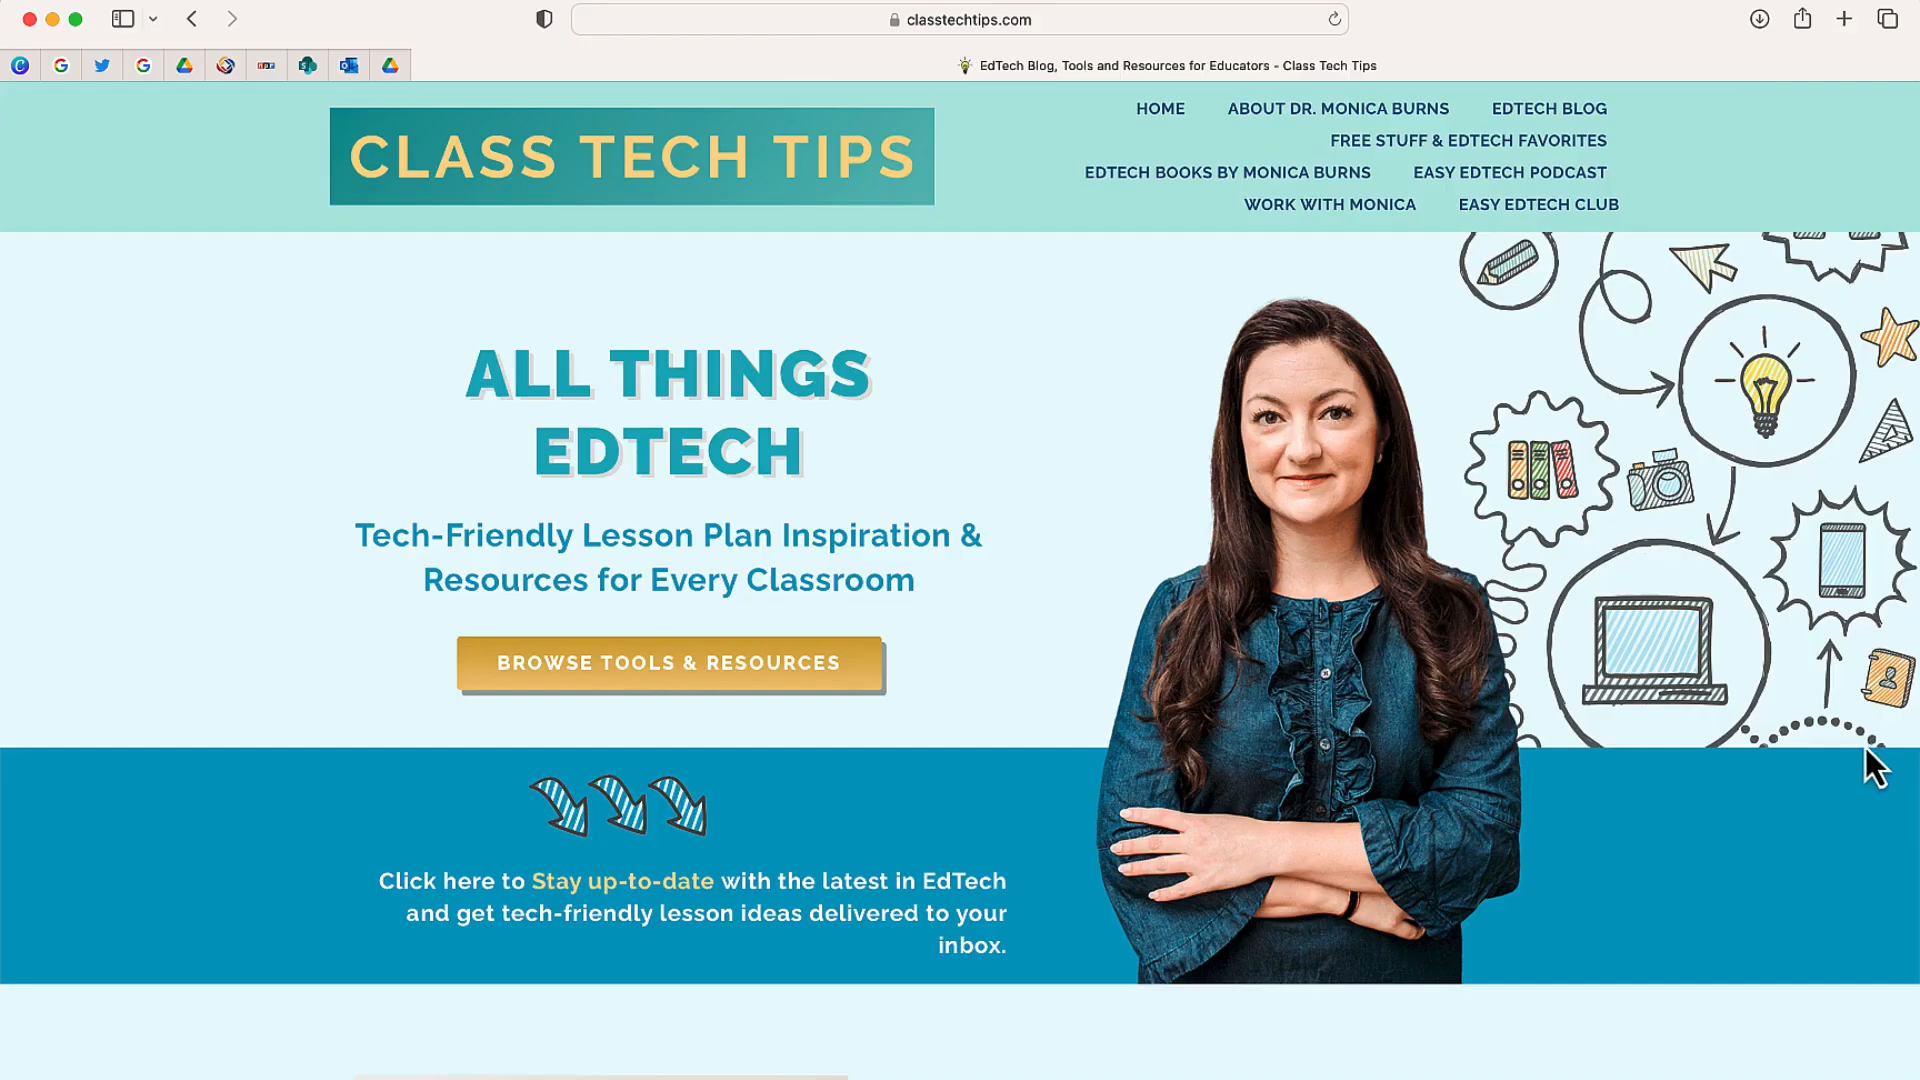 classtechtips.com
EdTech Blog, Tools and Resources for Educators - Class Tech Tips
CLASS TECH TIPS
HOME ABOUT DR. MONICA BURNS EDTECH BLOG
FREE STUFF & EDTECH FAVORITES
EDTECH BOOKS BY MONICA BURNS EASY EDTECH PODCAST
WORK WITH MONICA EASY EDTECH CLUB
ALL THINGS
EDTECH
Tech-Friendly Lesson Plan Inspiration &
Resources for Every Classroom
BROWSE TOOLS & RESOURCES
Click here to Stay up-to-date with the latest in EdTech
and get tech-friendly lesson ideas delivered to your
inbox.